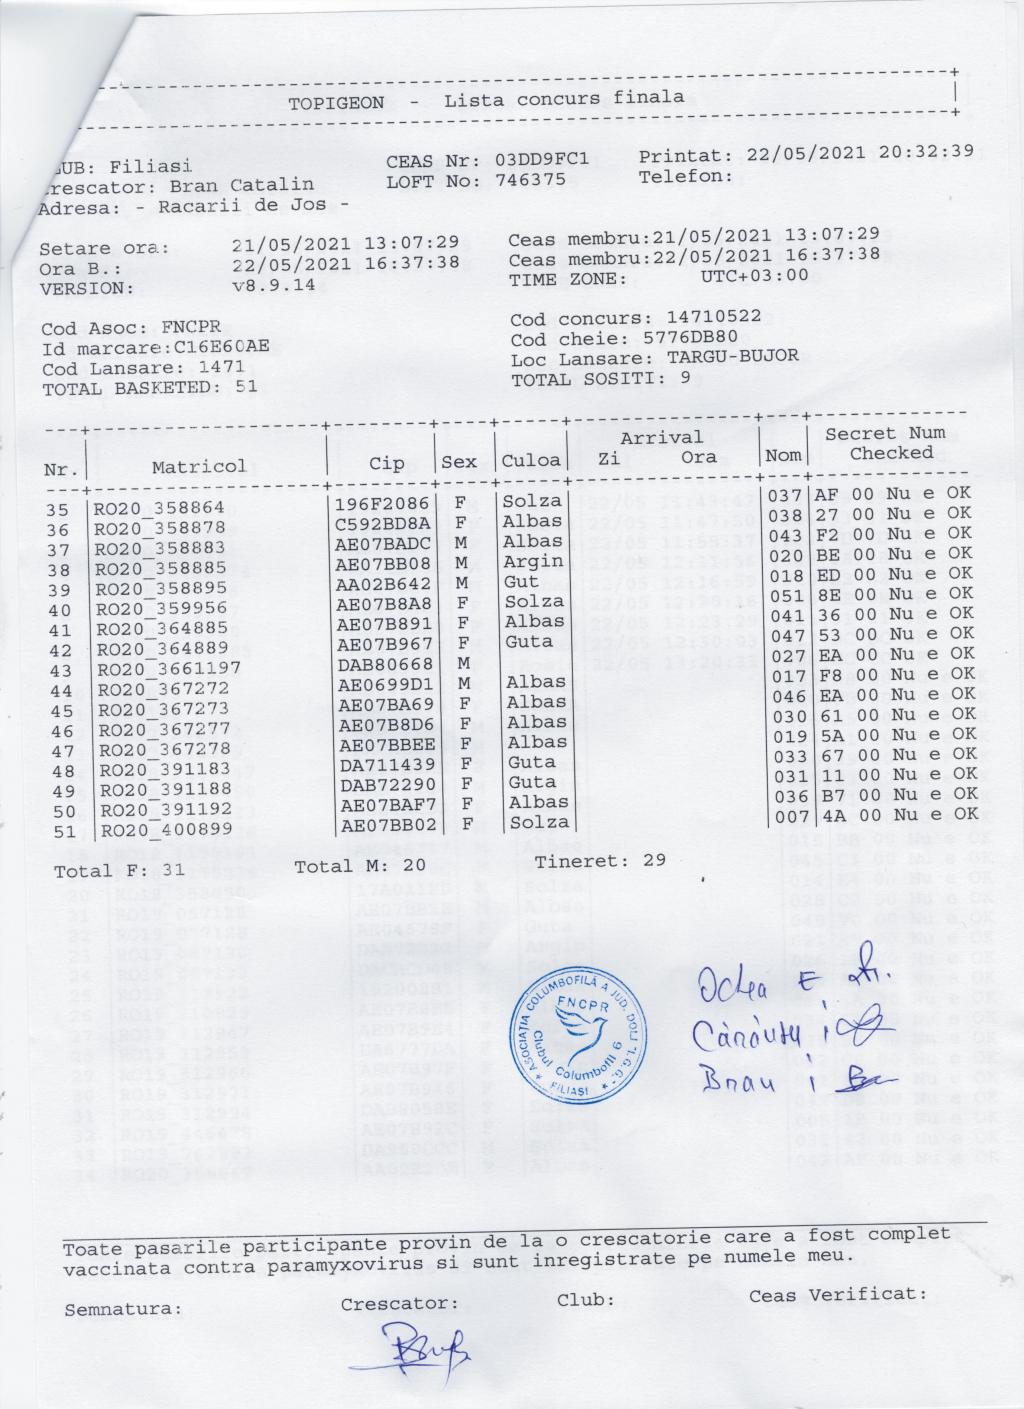 TOPIGEON - Lista concurs finala
UB: Filiasi CEAS Nr: 03DD9FC1 Printat: 22/05/2021 20:32:39
rescator: Bran Catalin LOFT No: 746375 Telefon:
Adresa: - Racarii de Jos -
Setare ora: 21/05/2021 13:07:29 Ceas membru:21/05/2021 13:07:29
Ora B.: 22/05/2021 16:37:38 Ceas membru:22/05/2021 16:37:38
VERSION: v8.9.14 TIME ZONE: UTC+03:00
Cod Asoc: FNCPR Cod concurs: 14710522
Id marcare:C16E60AE Cod cheie: 5776DB80
Cod Lansare: 1471 Loc Lansare: TARGU-BUJOR
TOTAL BASKETED: 51 TOTAL SOSITI: 9
Arrival Secret Num
Nr. Matricol Cip Sex Culoa Zi Ora Nom Checked
35 RO20_358864 196F2086 F Solza 037 AF 00 Nu e OK
36 RO20_358878 C592BD8A F Albas 038 27 00 Nu e OK
37 RO20_358883 AE07BADC M Albas 043 F2 00 Nu e OK
38 RO20_358885 AE07BB08 M Argin 020 BE 00 Nu e OK
39 RO20_358895 AA02B642 M Gut 018 ED 00 Nu e OK
40 RO20_359956 AE07B8A8 F Solza 051 8E 00 Nu e OK
41 RO20_364885 AE07B891 F Albas 041 36 00 Nu e OK
42 RO20_364889 AE07B967 F Guta 047 53 00 Nu e OK
43 RO20_3661197 DAB80668 M 027 EA 00 Nu e OK
44 RO20_367272 AE0699D1 M Albas 017 F8 00 Nu e OK
45 RO20_367273 AE07BA69 F Albas 046 EA 00 Nu e OK
46 RO20_367277 AE07B8D6 F Albas 030 61 00 Nu e OK
47 RO20_367278 AE07BBEE F Albas 019 5A 00 Nu e OK
48 RO20_391183 DA711439 F Guta 033 67 00 Nu e OK
49 RO20_391188 DAB72290 F Guta 031 11 00 Nu e OK
50 RO20_391192 AE07BAF7 F Albas 036 B7 00 Nu e OK
51 RO20_400899 AE07BB02 F Solza 007 4A 00 Nu e OK
Total F: 31 Total M: 20 Tineret: 29
ASOCIAȚIA COLUMBOFILĂ A JUD. DOLJ
FNCPR
Clubul Columbofil 6
FILIASI
Toate pasarile participante provin de la o crescatorie care a fost complet
vaccinata contra paramyxovirus si sunt inregistrate pe numele meu.
Semnatura: Crescator: Club: Ceas Verificat: